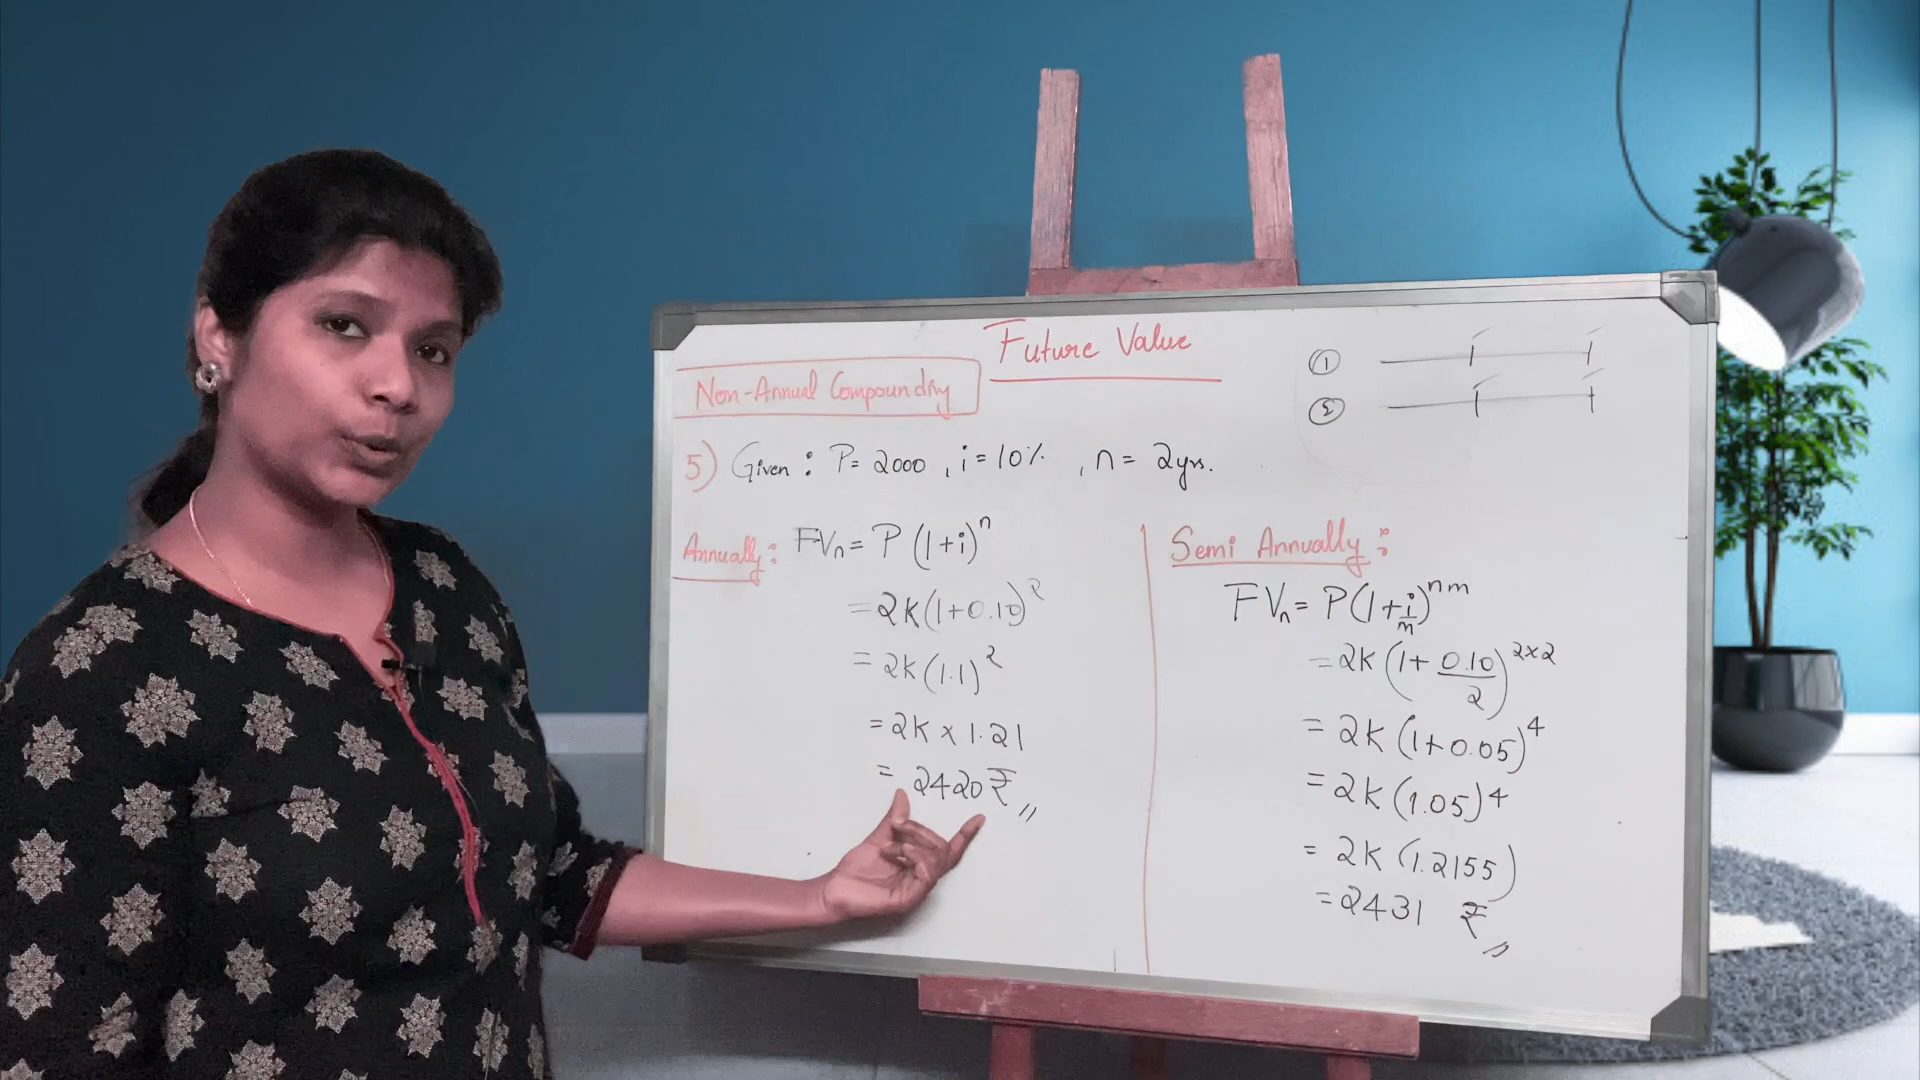 Future Value
Non-Annual Compounding
①
②
5) Given : P = 2000 , i = 10% , n = 2yrs.
Annually : FVn = P (1+i)^n
= 2K (1+0.10)^2
= 2K (1.1)^2
= 2K x 1.21
= 2420 ₹ //
Semi Annually :
FVn = P (1 + i/m)^nm
= 2K (1 + 0.10/2)^2x2
= 2K (1+0.05)^4
= 2K (1.05)^4
= 2K (1.2155)
= 2431 ₹ //